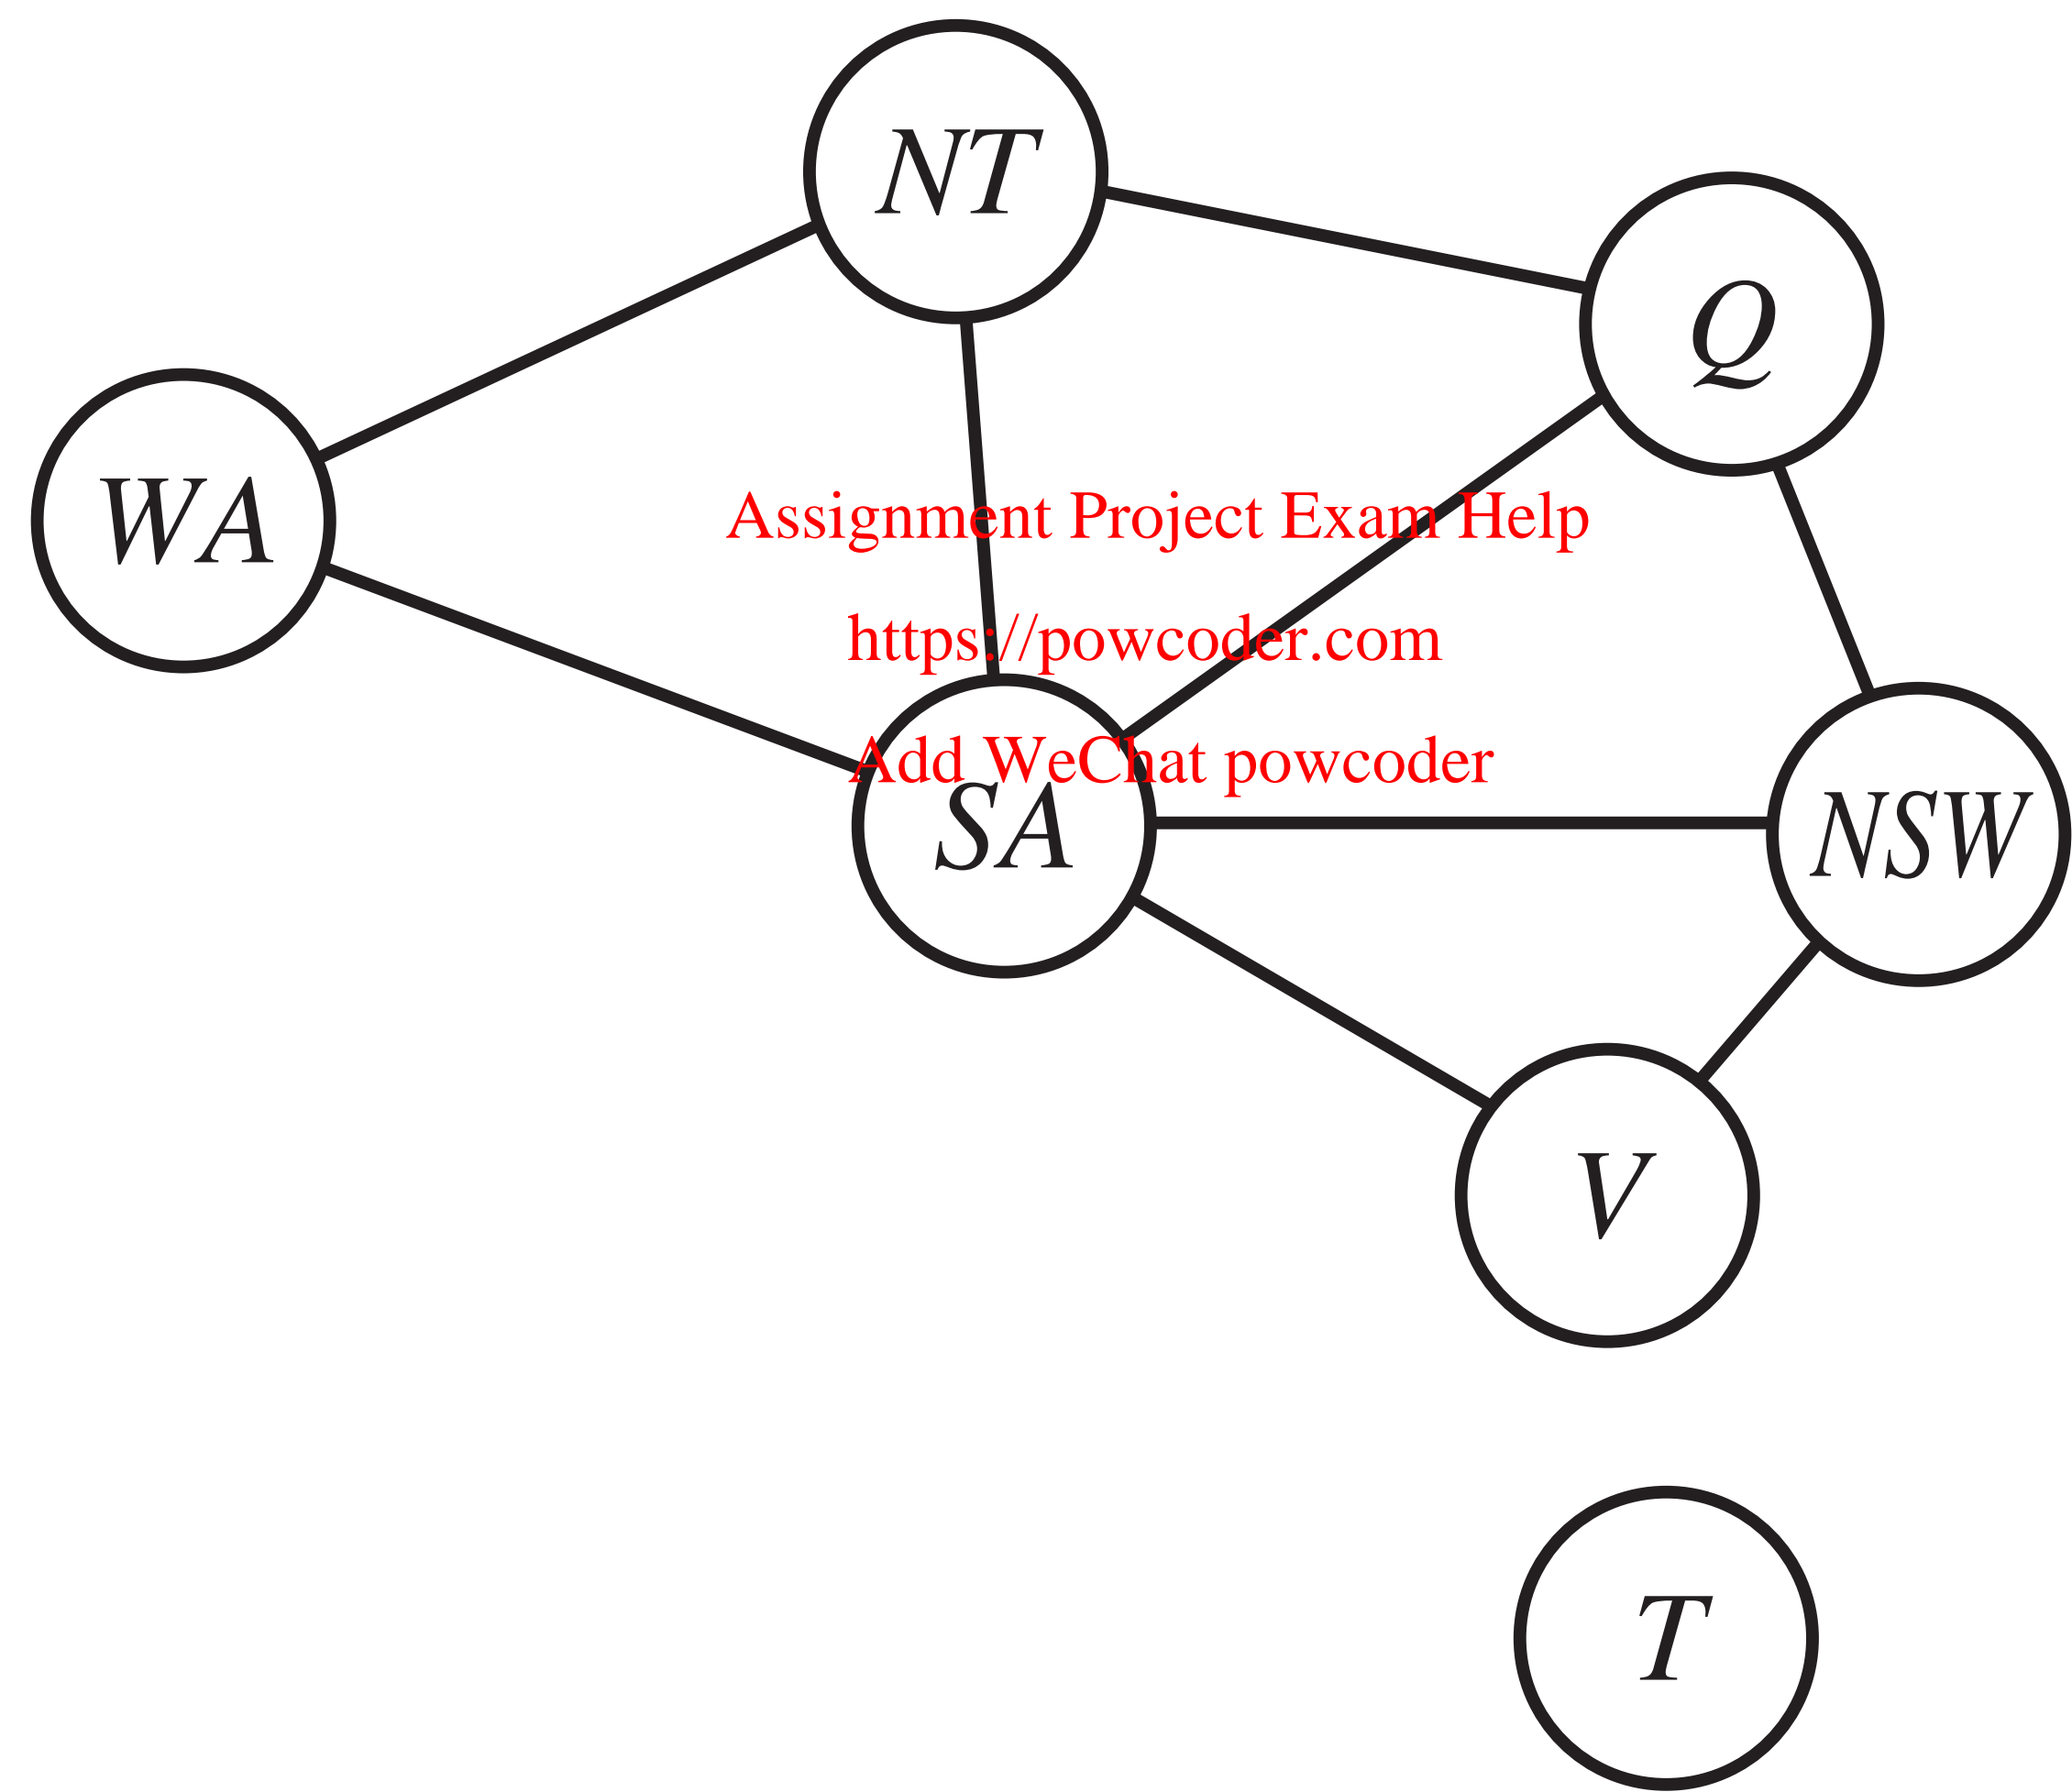 NT
Q
WA
Assignment Project Exam Help
https://powcoder.com
Add WeChat powcoder
SA
NSW
V
T